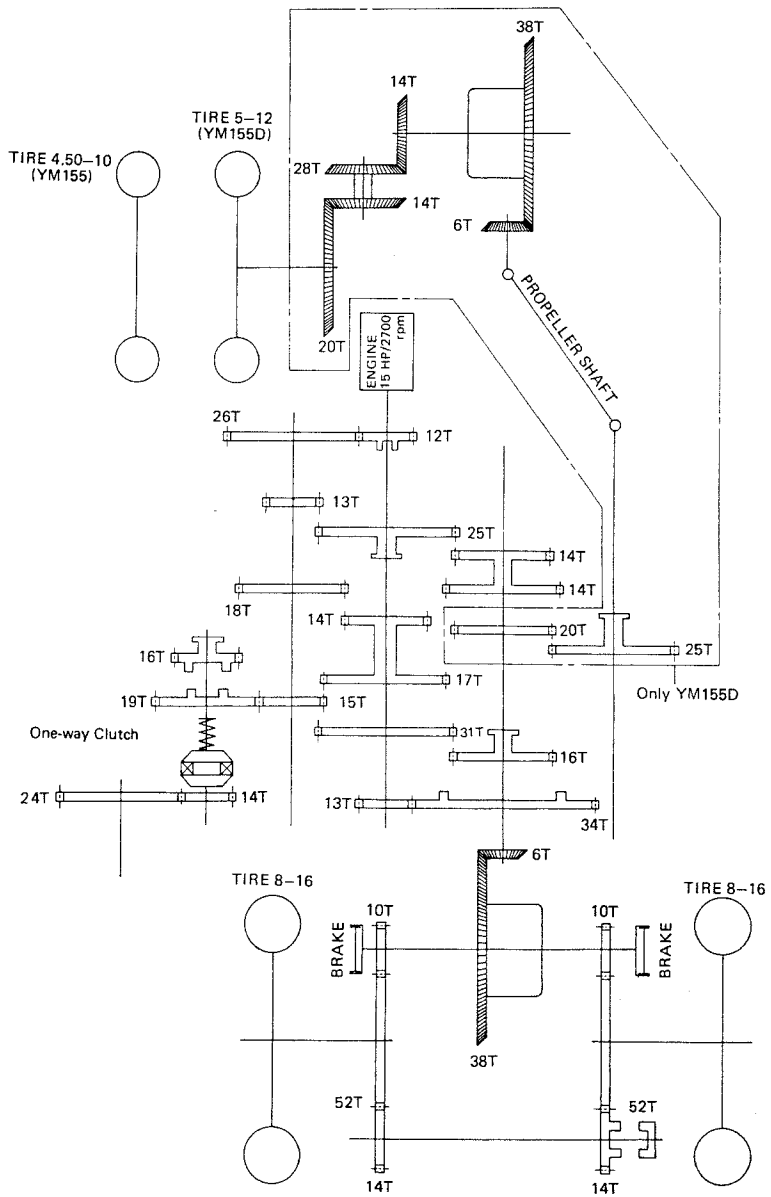 38T
14T
TIRE 5–12
(YM155D)
TIRE 4.50–10
(YM155)
28T
14T
6T
PROPELLER SHAFT
20T
ENGINE
15 HP/2700
rpm
26T
12T
13T
25T
14T
14T
18T
14T
20T
16T
25T
17T
19T
15T
Only YM155D
One-way Clutch
31T
16T
24T
14T
13T
34T
6T
TIRE 8–16
TIRE 8–16
10T
10T
BRAKE
BRAKE
38T
52T
52T
14T
14T